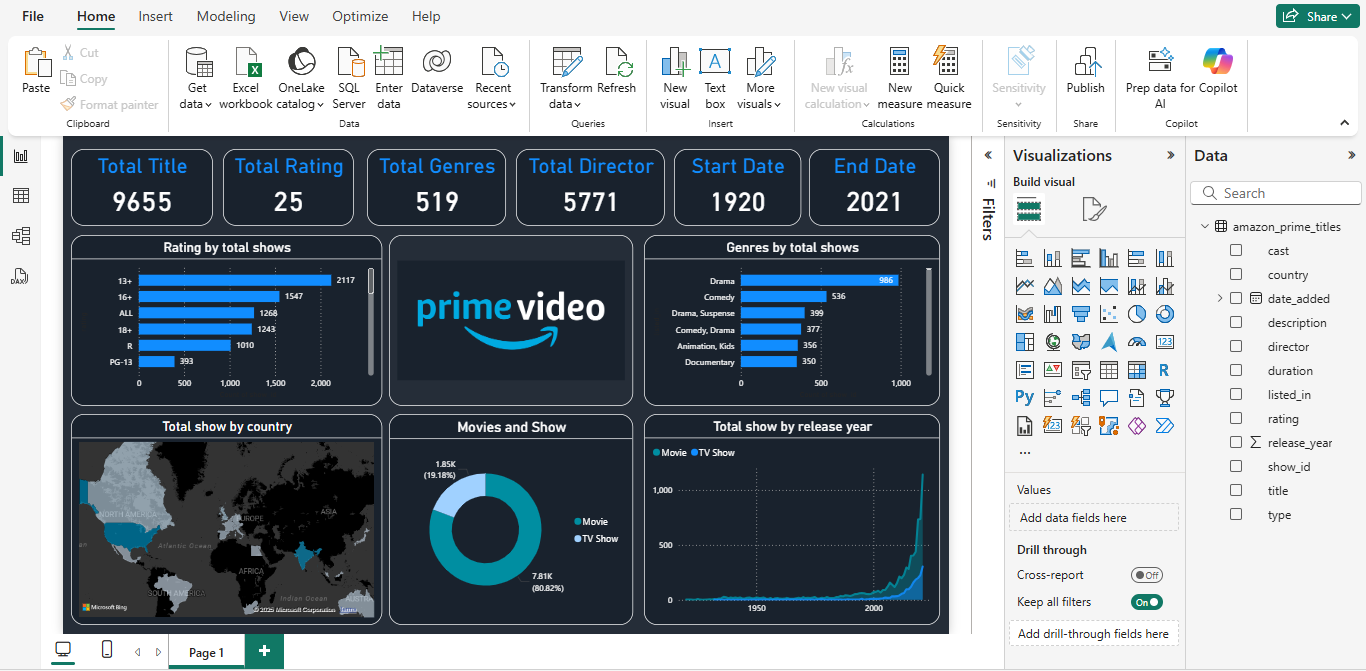 File Home Insert Modeling View Optimize Help Share
Paste
Cut
Copy
Format painter
Clipboard
Get data
Excel workbook
OneLake catalog
SQL Server
Enter data
Dataverse
Recent sources
Data
Transform data
Refresh
Queries
New visual
Text box
More visuals
Insert
New visual calculation
New measure
Quick measure
Calculations
Sensitivity
Sensitivity
Publish
Share
Prep data for AI
Copilot
Copilot
Total Title
9655
Total Rating
25
Total Genres
519
Total Director
5771
Start Date
1920
End Date
2021
Rating by total shows
13+ 2117
16+ 1547
ALL 1268
18+ 1243
R 1010
PG-13 393
0 500 1,000 1,500 2,000
prime video
Genres by total shows
Drama 986
Comedy 536
Drama, Suspense 399
Comedy, Drama 377
Animation, Kids 356
Documentary 350
0 500 1,000
Total show by country
NORTH AMERICA
EUROPE
ASIA
Atlantic Ocean
AFRICA
SOUTH AMERICA
Indian Ocean
Microsoft Bing
© 2025 Microsoft Corporation Terms
Movies and Show
1.85K
(19.18%)
Movie
TV Show
7.81K
(80.82%)
Total show by release year
Movie TV Show
1,000
500
0
1950 2000
Page 1
Filters
Visualizations
Build visual
123
R
Py
123
Values
Add data fields here
Drill through
Cross-report Off
Keep all filters On
Add drill-through fields here
Data
Search
amazon_prime_titles
cast
country
date_added
description
director
duration
listed_in
rating
release_year
show_id
title
type